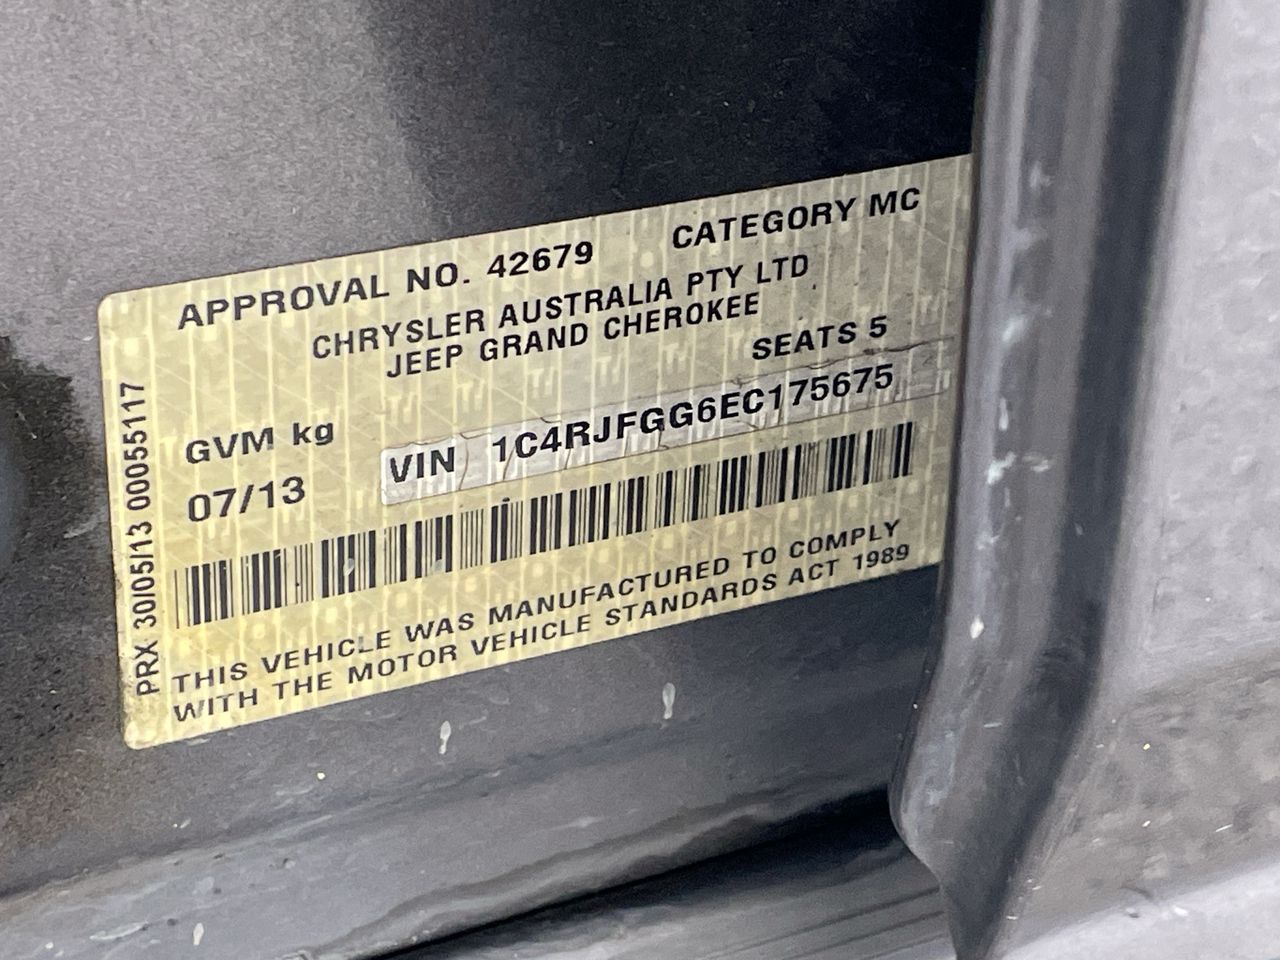 APPROVAL NO. 42679 CATEGORY MC
CHRYSLER AUSTRALIA PTY LTD
JEEP GRAND CHEROKEE
SEATS 5
GVM kg
VIN 1C4RJFGG6EC175675
07/13
THIS VEHICLE WAS MANUFACTURED TO COMPLY
WITH THE MOTOR VEHICLE STANDARDS ACT 1989
PRX 30/05/13 00055117